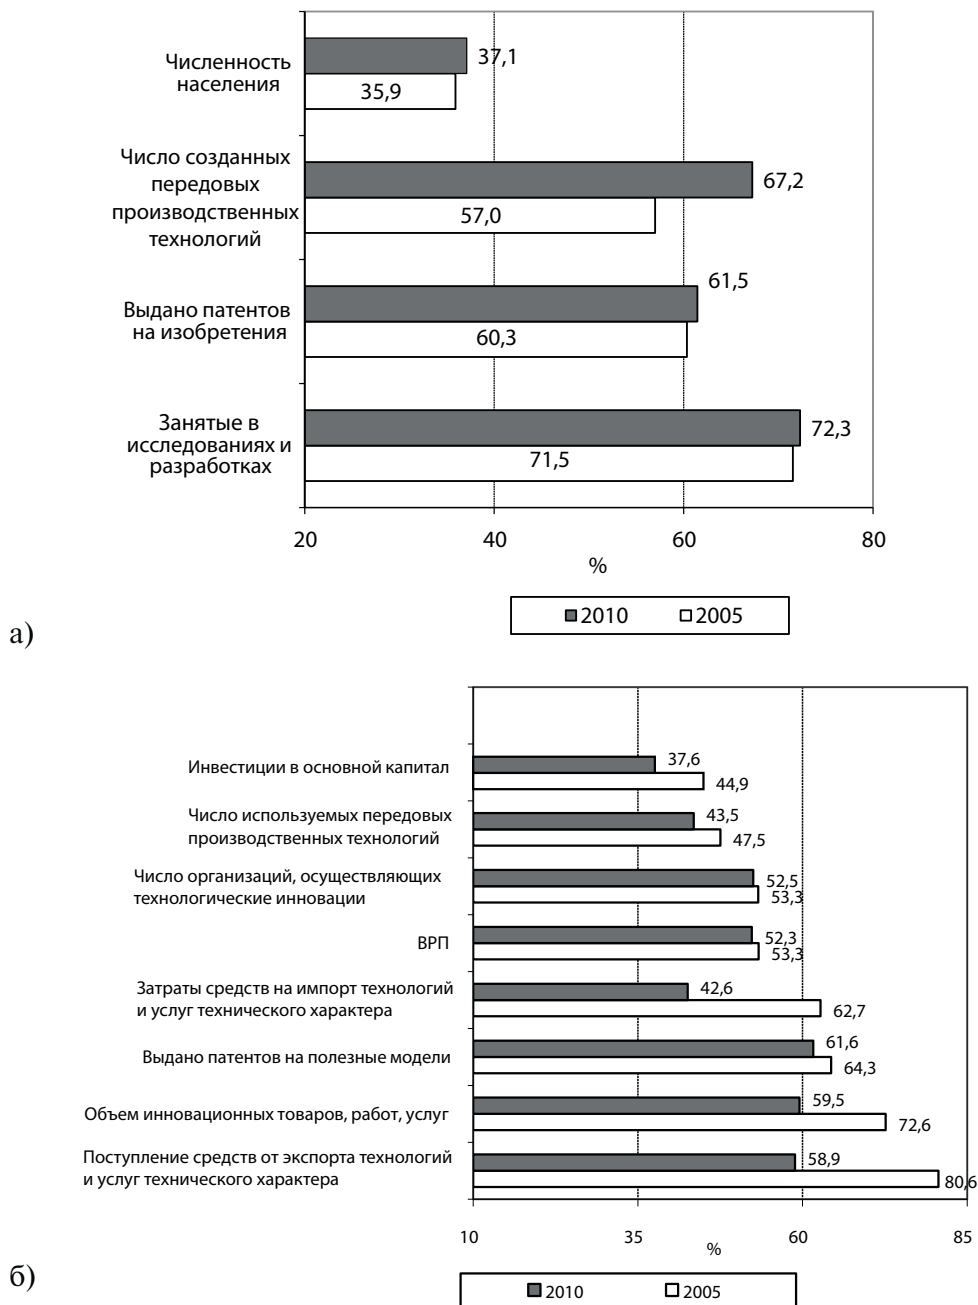 Численность
населения
37,1
35,9
Число созданных
передовых
производственных
технологий
67,2
57,0
Выдано патентов
на изобретения
61,5
60,3
Занятые в
исследованиях и
разработках
72,3
71,5
20 40 60 80
%
2010 2005
а)
Инвестиции в основной капитал
37,6
44,9
Число используемых передовых
производственных технологий
43,5
47,5
Число организаций, осуществляющих
технологические инновации
52,5
53,3
ВРП
52,3
53,3
Затраты средств на импорт технологий
и услуг технического характера
42,6
62,7
Выдано патентов на полезные модели
61,6
64,3
Объем инновационных товаров, работ, услуг
59,5
72,6
Поступление средств от экспорта технологий
и услуг технического характера
58,9
80,6
10 35 60 85
%
2010 2005
б)